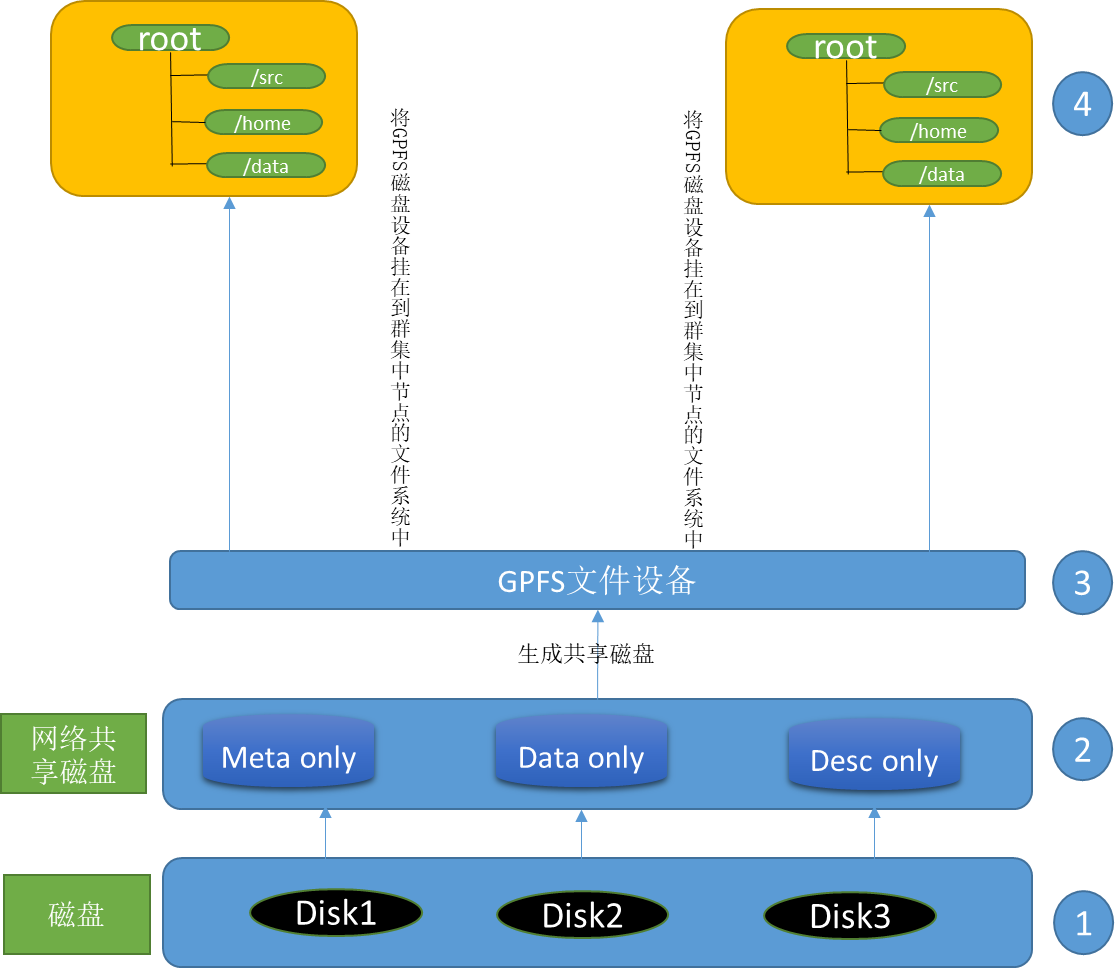 root
/src
/home
/data
root
/src
/home
/data
4
将GPFS磁盘设备挂在到群集中节点的文件系统中
将GPFS磁盘设备挂在到群集中节点的文件系统中
GPFS文件设备
3
生成共享磁盘
网络共
享磁盘
Meta only
Data only
Desc only
2
磁盘
Disk1
Disk2
Disk3
1